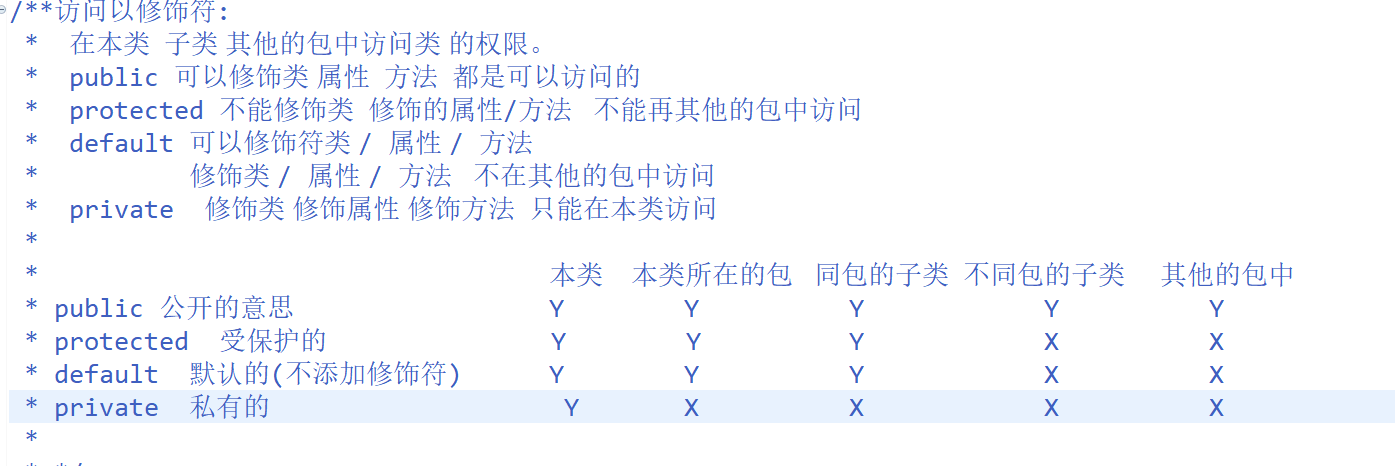 /**访问以修饰符:
* 在本类 子类 其他的包中访问类 的权限。
* public 可以修饰类 属性 方法 都是可以访问的
* protected 不能修饰类 修饰的属性/方法 不能再其他的包中访问
* default 可以修饰符类 / 属性 / 方法
* 修饰类 / 属性 / 方法 不在其他的包中访问
* private 修饰类 修饰属性 修饰方法 只能在本类访问
*
* 本类 本类所在的包 同包的子类 不同包的子类 其他的包中
* public 公开的意思 Y Y Y Y Y
* protected 受保护的 Y Y Y X X
* default 默认的(不添加修饰符) Y Y Y X X
* private 私有的 Y X X X X
*